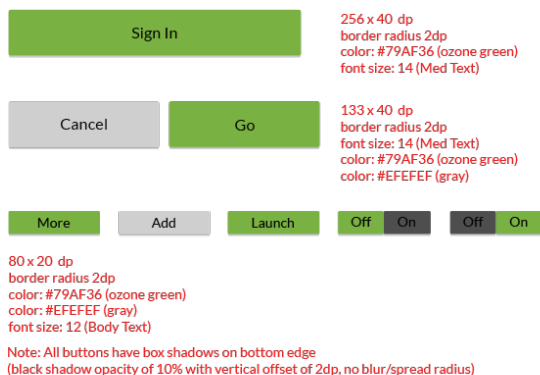 Sign In
256 x 40 dp
border radius 2dp
color: #79AF36 (ozone green)
font size: 14 (Med Text)
Cancel
Go
133 x 40 dp
border radius 2dp
font size: 14 (Med Text)
color: #79AF36 (ozone green)
color: #EFEFEF (gray)
More
Add
Launch
Off On
Off On
80 x 20 dp
border radius 2dp
color: #79AF36 (ozone green)
color: #EFEFEF (gray)
font size: 12 (Body Text)
Note: All buttons have box shadows on bottom edge
(black shadow opacity of 10% with vertical offset of 2dp, no blur/spread radius)